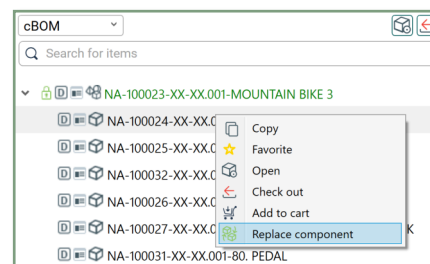 cBOM
Search for items
D NA-100023-XX-XX.001-MOUNTAIN BIKE 3
D NA-100024-XX-XX.0
D NA-100025-XX-XX.0
D NA-100032-XX-XX.0
D NA-100026-XX-XX.0
D NA-100027-XX-XX.0 K
D NA-100031-XX-XX.001-80. PEDAL
Copy
Favorite
Open
Check out
Add to cart
Replace component